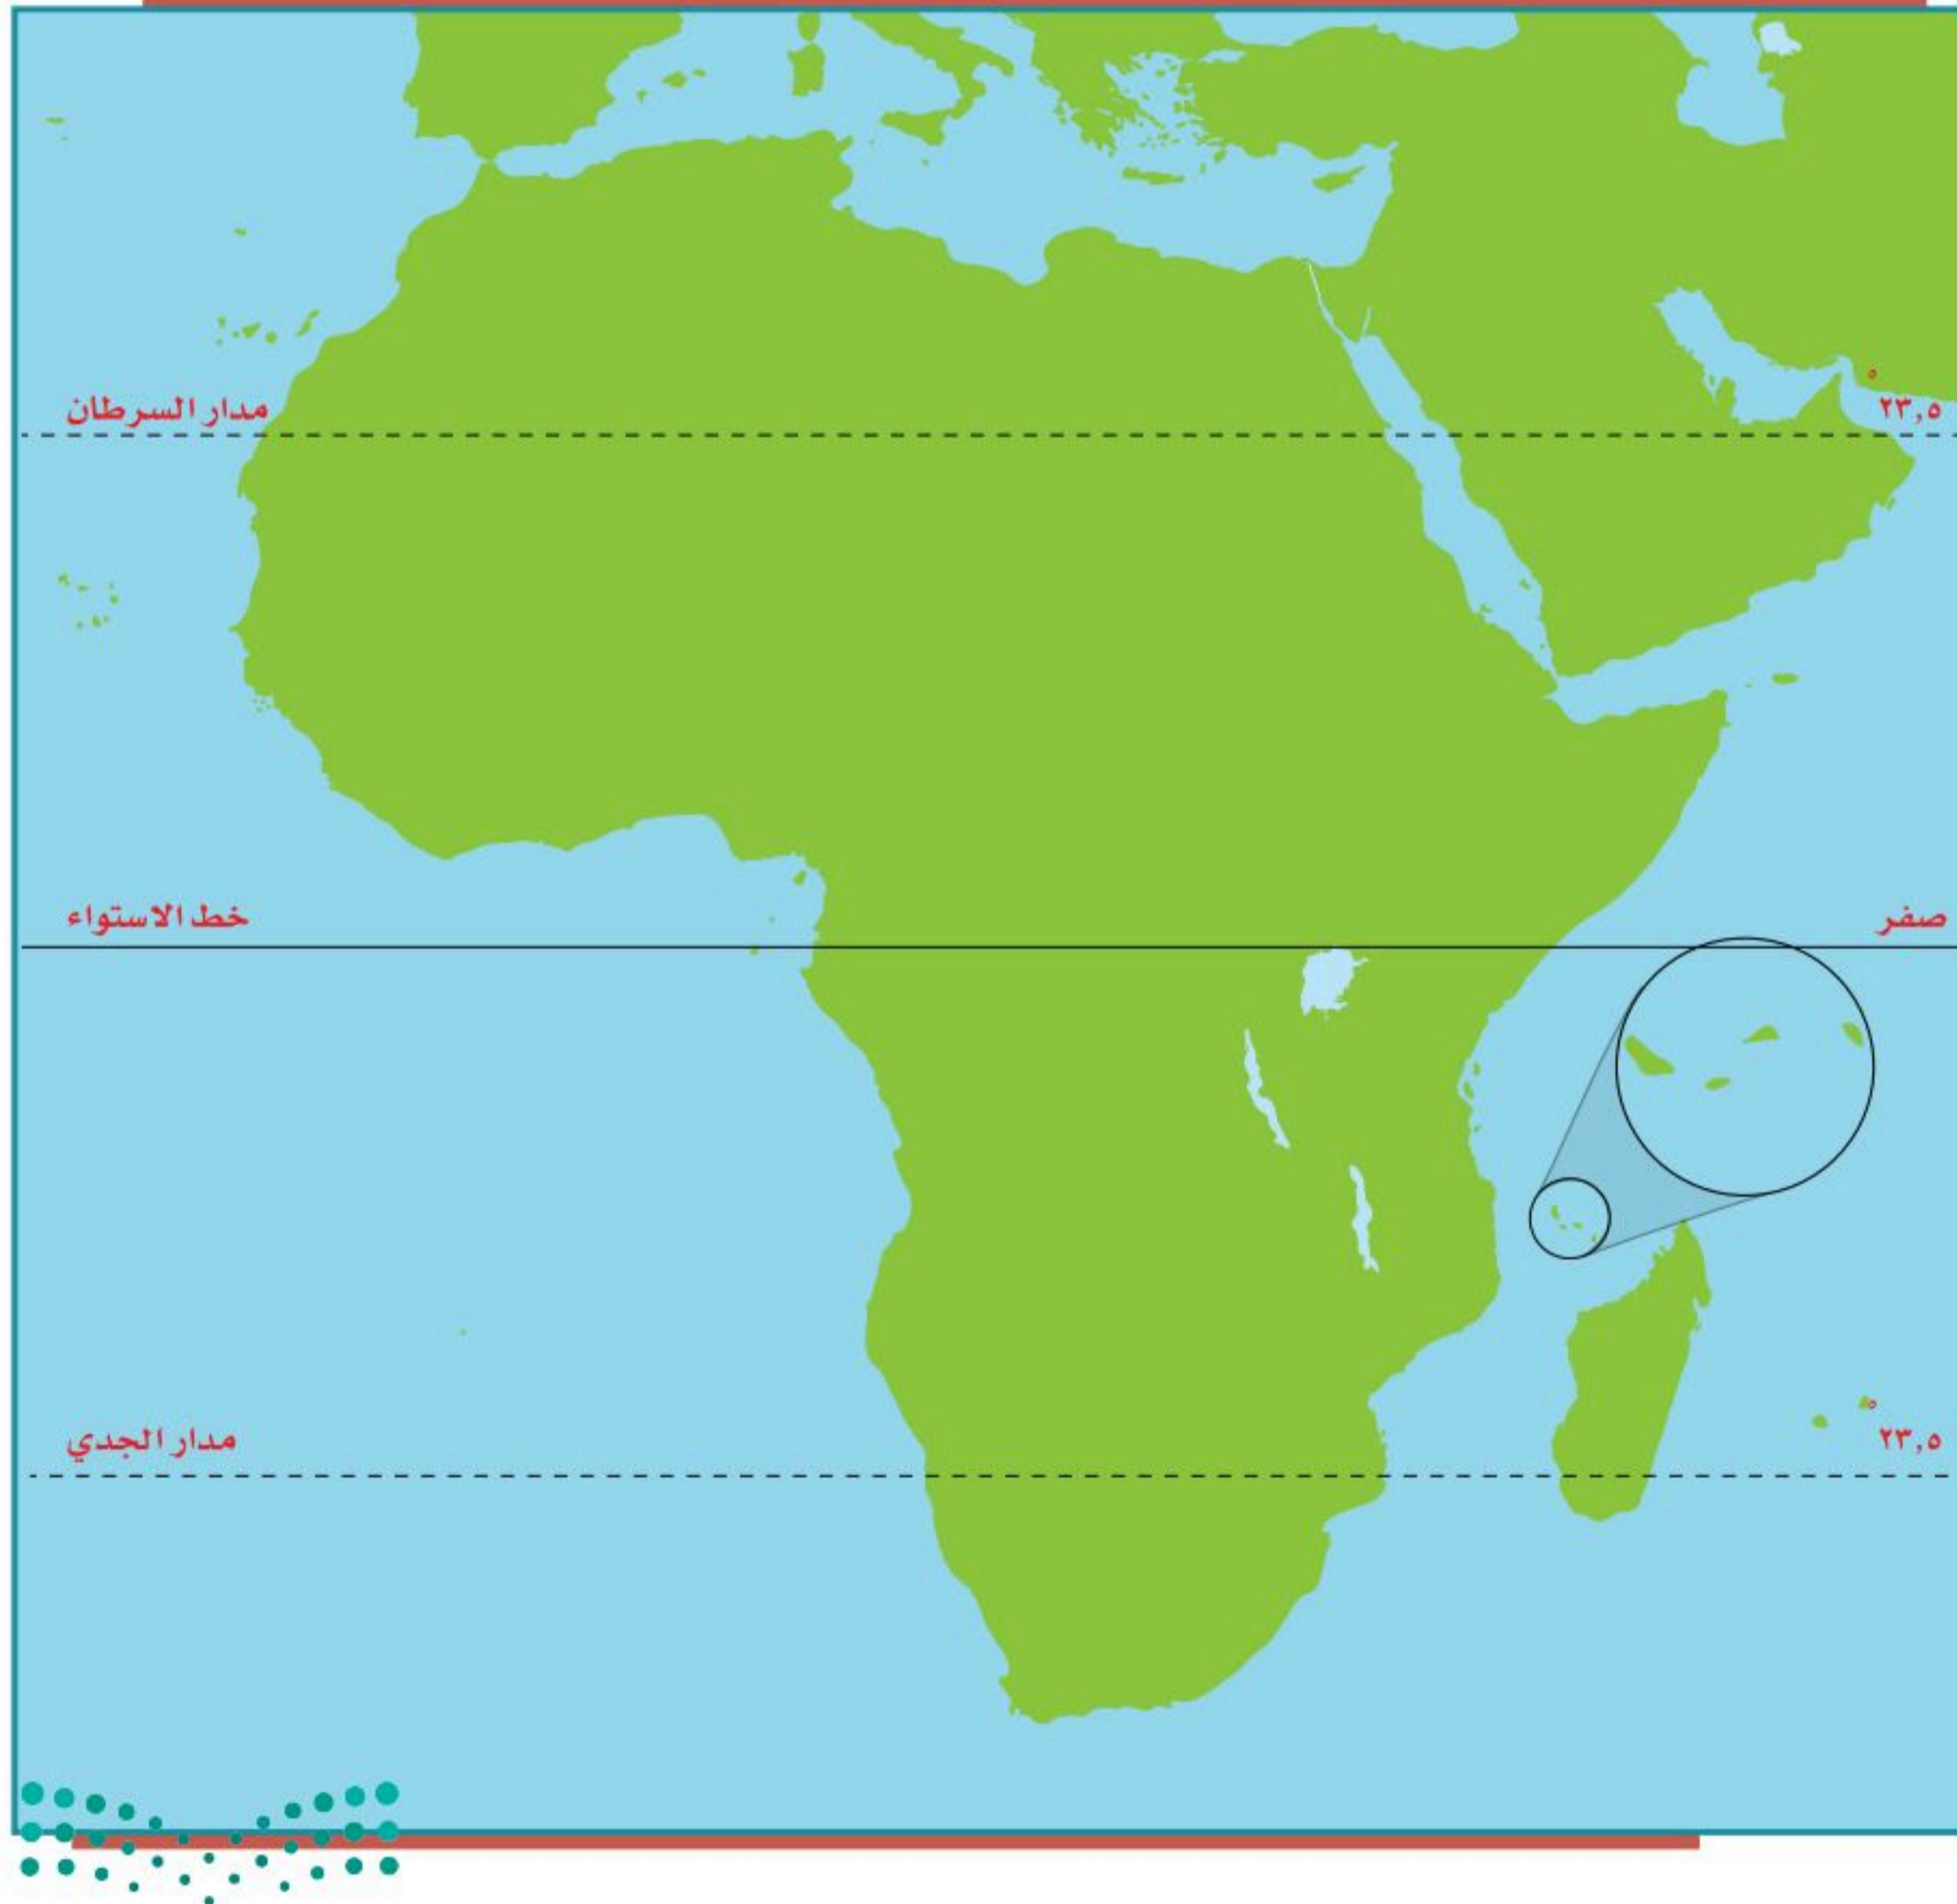 مدار السرطان
°
٢٣,٥
خط الاستواء
صفر
مدار الجدي
°
٢٣,٥